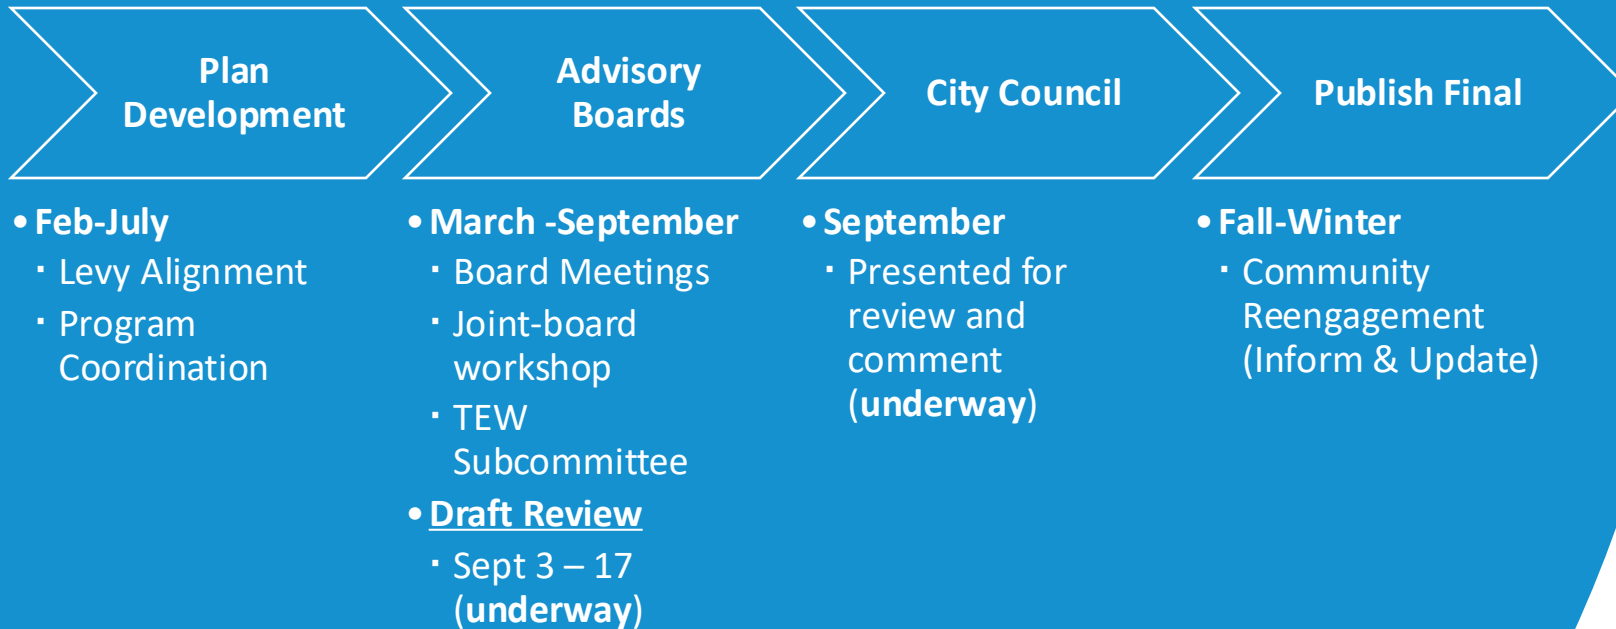 Plan
Development
Advisory
Boards
City Council
Publish Final
• Feb-July
▪ Levy Alignment
▪ Program
Coordination
• March -September
▪ Board Meetings
▪ Joint-board
workshop
▪ TEW
Subcommittee
• Draft Review
▪ Sept 3 – 17
(underway)
• September
▪ Presented for
review and
comment
(underway)
• Fall-Winter
▪ Community
Reengagement
(Inform & Update)